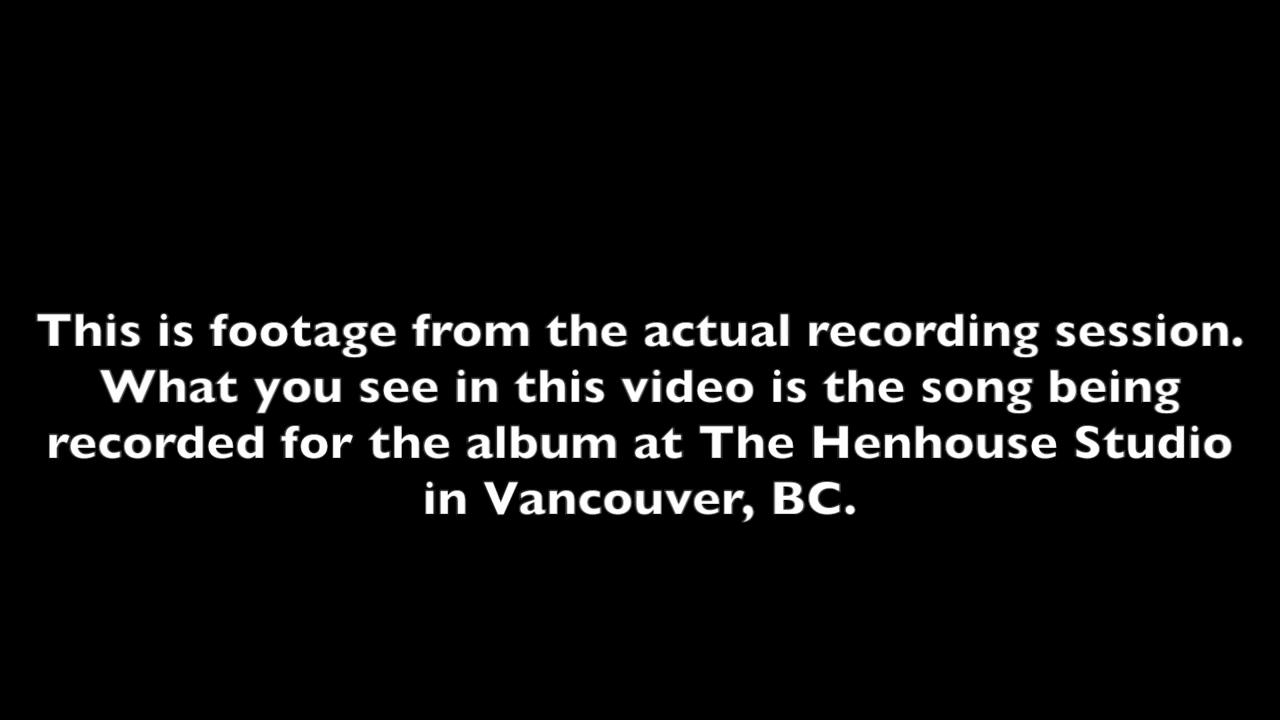 This is footage from the actual recording session.
What you see in this video is the song being
recorded for the album at The Henhouse Studio
in Vancouver, BC.